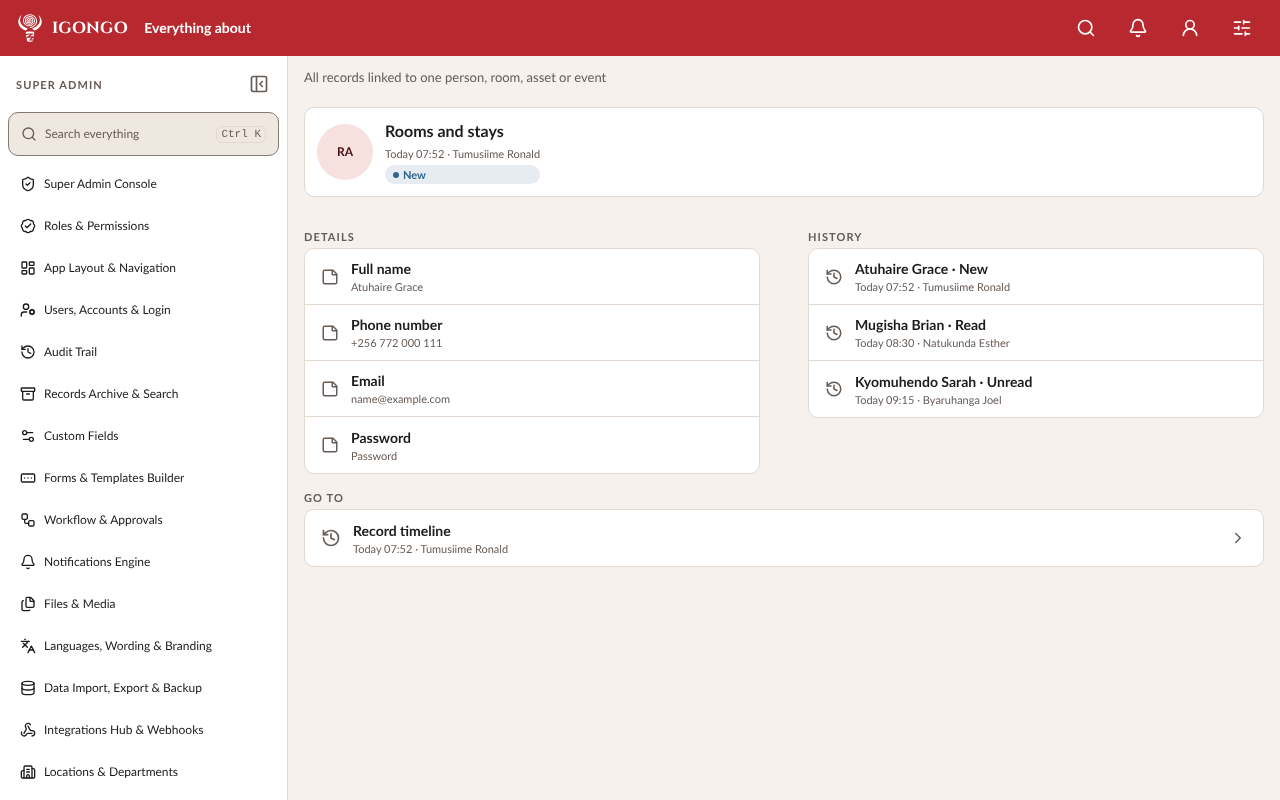 IGONGO
Everything about
SUPER ADMIN
Search everything
Ctrl K
Super Admin Console
Roles & Permissions
App Layout & Navigation
Users, Accounts & Login
Audit Trail
Records Archive & Search
Custom Fields
Forms & Templates Builder
Workflow & Approvals
Notifications Engine
Files & Media
Languages, Wording & Branding
Data Import, Export & Backup
Integrations Hub & Webhooks
Locations & Departments
All records linked to one person, room, asset or event
RA
Rooms and stays
Today 07:52 · Tumusiime Ronald
New
DETAILS
Full name
Atuhaire Grace
Phone number
+256 772 000 111
Email
name@example.com
Password
Password
HISTORY
Atuhaire Grace · New
Today 07:52 · Tumusiime Ronald
Mugisha Brian · Read
Today 08:30 · Natukunda Esther
Kyomuhendo Sarah · Unread
Today 09:15 · Byaruhanga Joel
GO TO
Record timeline
Today 07:52 · Tumusiime Ronald